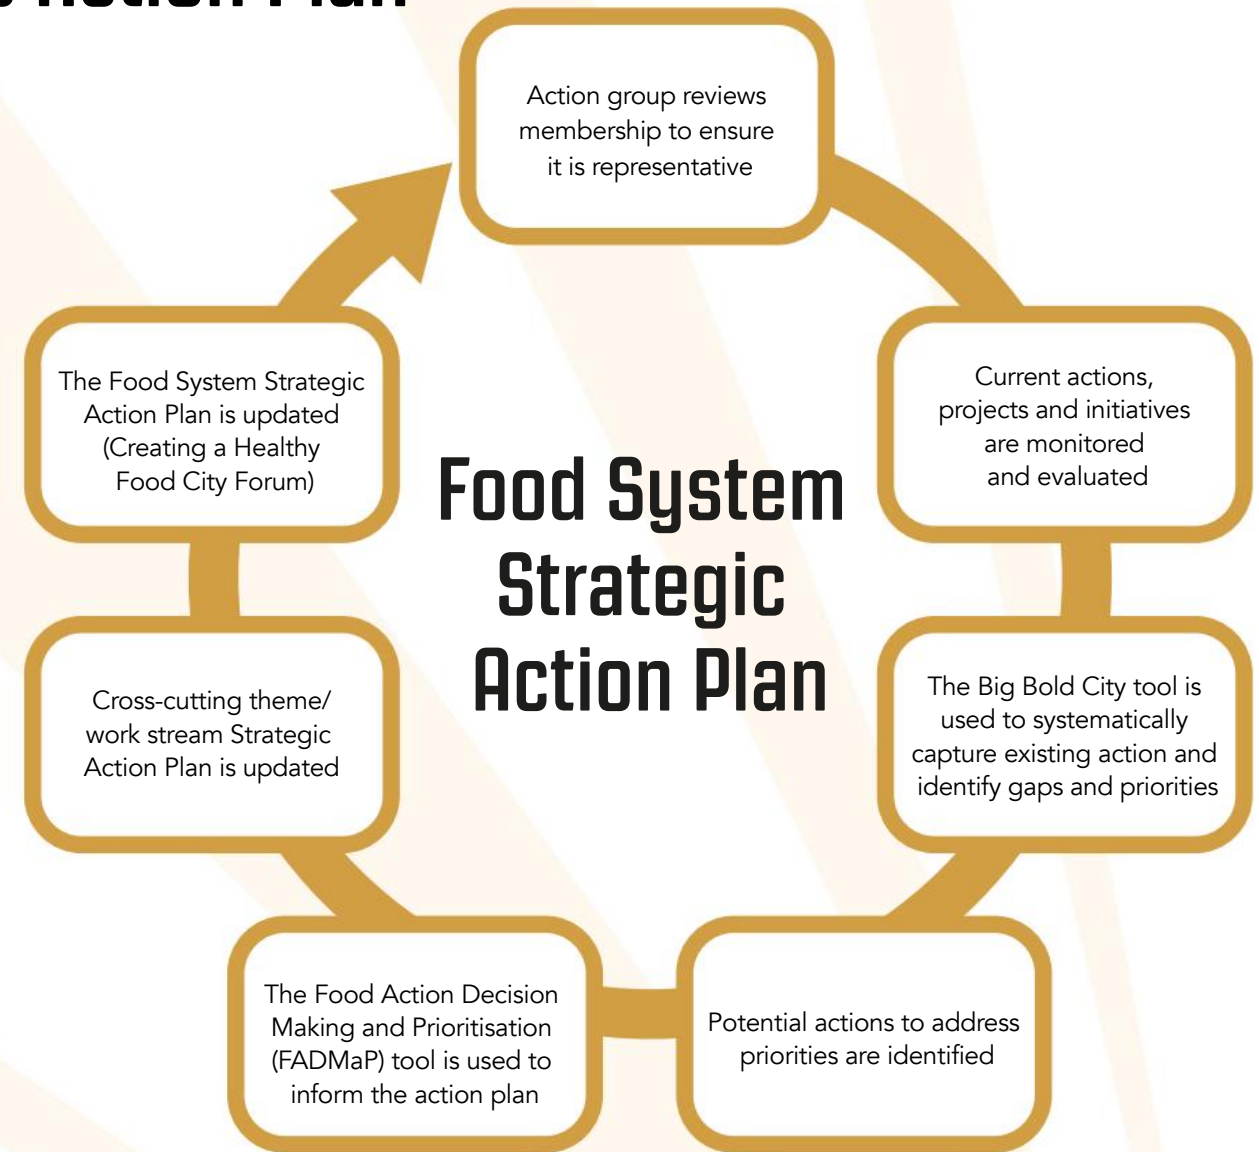 Action Plan
Action group reviews
membership to ensure
it is representative
Current actions,
projects and initiatives
are monitored
and evaluated
The Big Bold City tool is
used to systematically
capture existing action and
identify gaps and priorities
Potential actions to address
priorities are identified
The Food Action Decision
Making and Prioritisation
(FADMaP) tool is used to
inform the action plan
Cross-cutting theme/
work stream Strategic
Action Plan is updated
The Food System Strategic
Action Plan is updated
(Creating a Healthy
Food City Forum)
Food System
Strategic
Action Plan